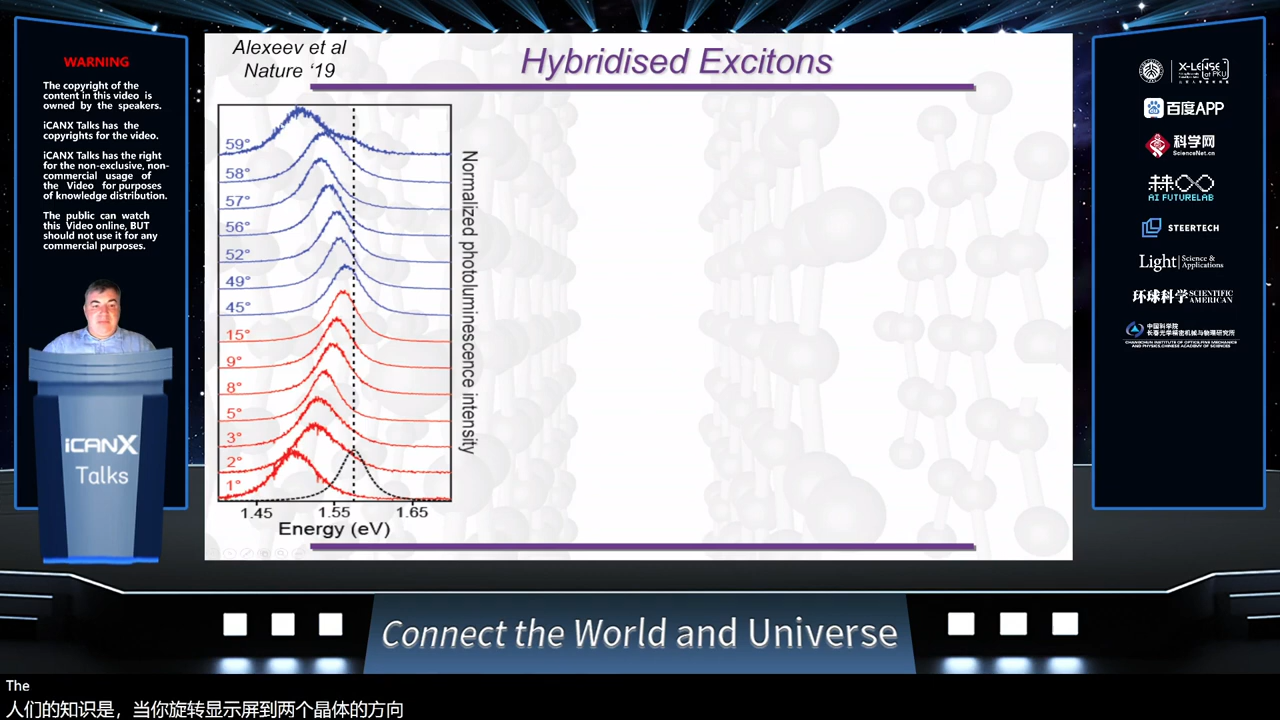 WARNING
The copyright of the
content in this video is
owned by the speakers.
iCANX Talks has the
copyrights for the video.
iCANX Talks has the right
for the non-exclusive, non-
commercial usage of
the Video for purposes
of knowledge distribution.
The public can watch
this Video online, BUT
should not use it for any
commercial purposes.
iCANX
Talks
Alexeev et al
Nature ‘19
Hybridised Excitons
59°
58°
57°
56°
52°
49°
45°
15°
9°
8°
5°
3°
2°
1°
1.45 1.55 1.65
Energy (eV)
Normalized photoluminescence intensity
X-LENSE
at PKU
百度APP
科学网
ScienceNet.cn
AI FUTURELAB
STEERTECH
Light Science & Applications
环球科学 SCIENTIFIC AMERICAN
中国科学院
长春光学精密机械与物理研究所
CHANGCHUN INSTITUTE OF OPTICS,FINE MECHANICS
AND PHYSICS,CHINESE ACADEMY OF SCIENCES
Connect the World and Universe
The
人们的知识是，当你旋转显示屏到两个晶体的方向